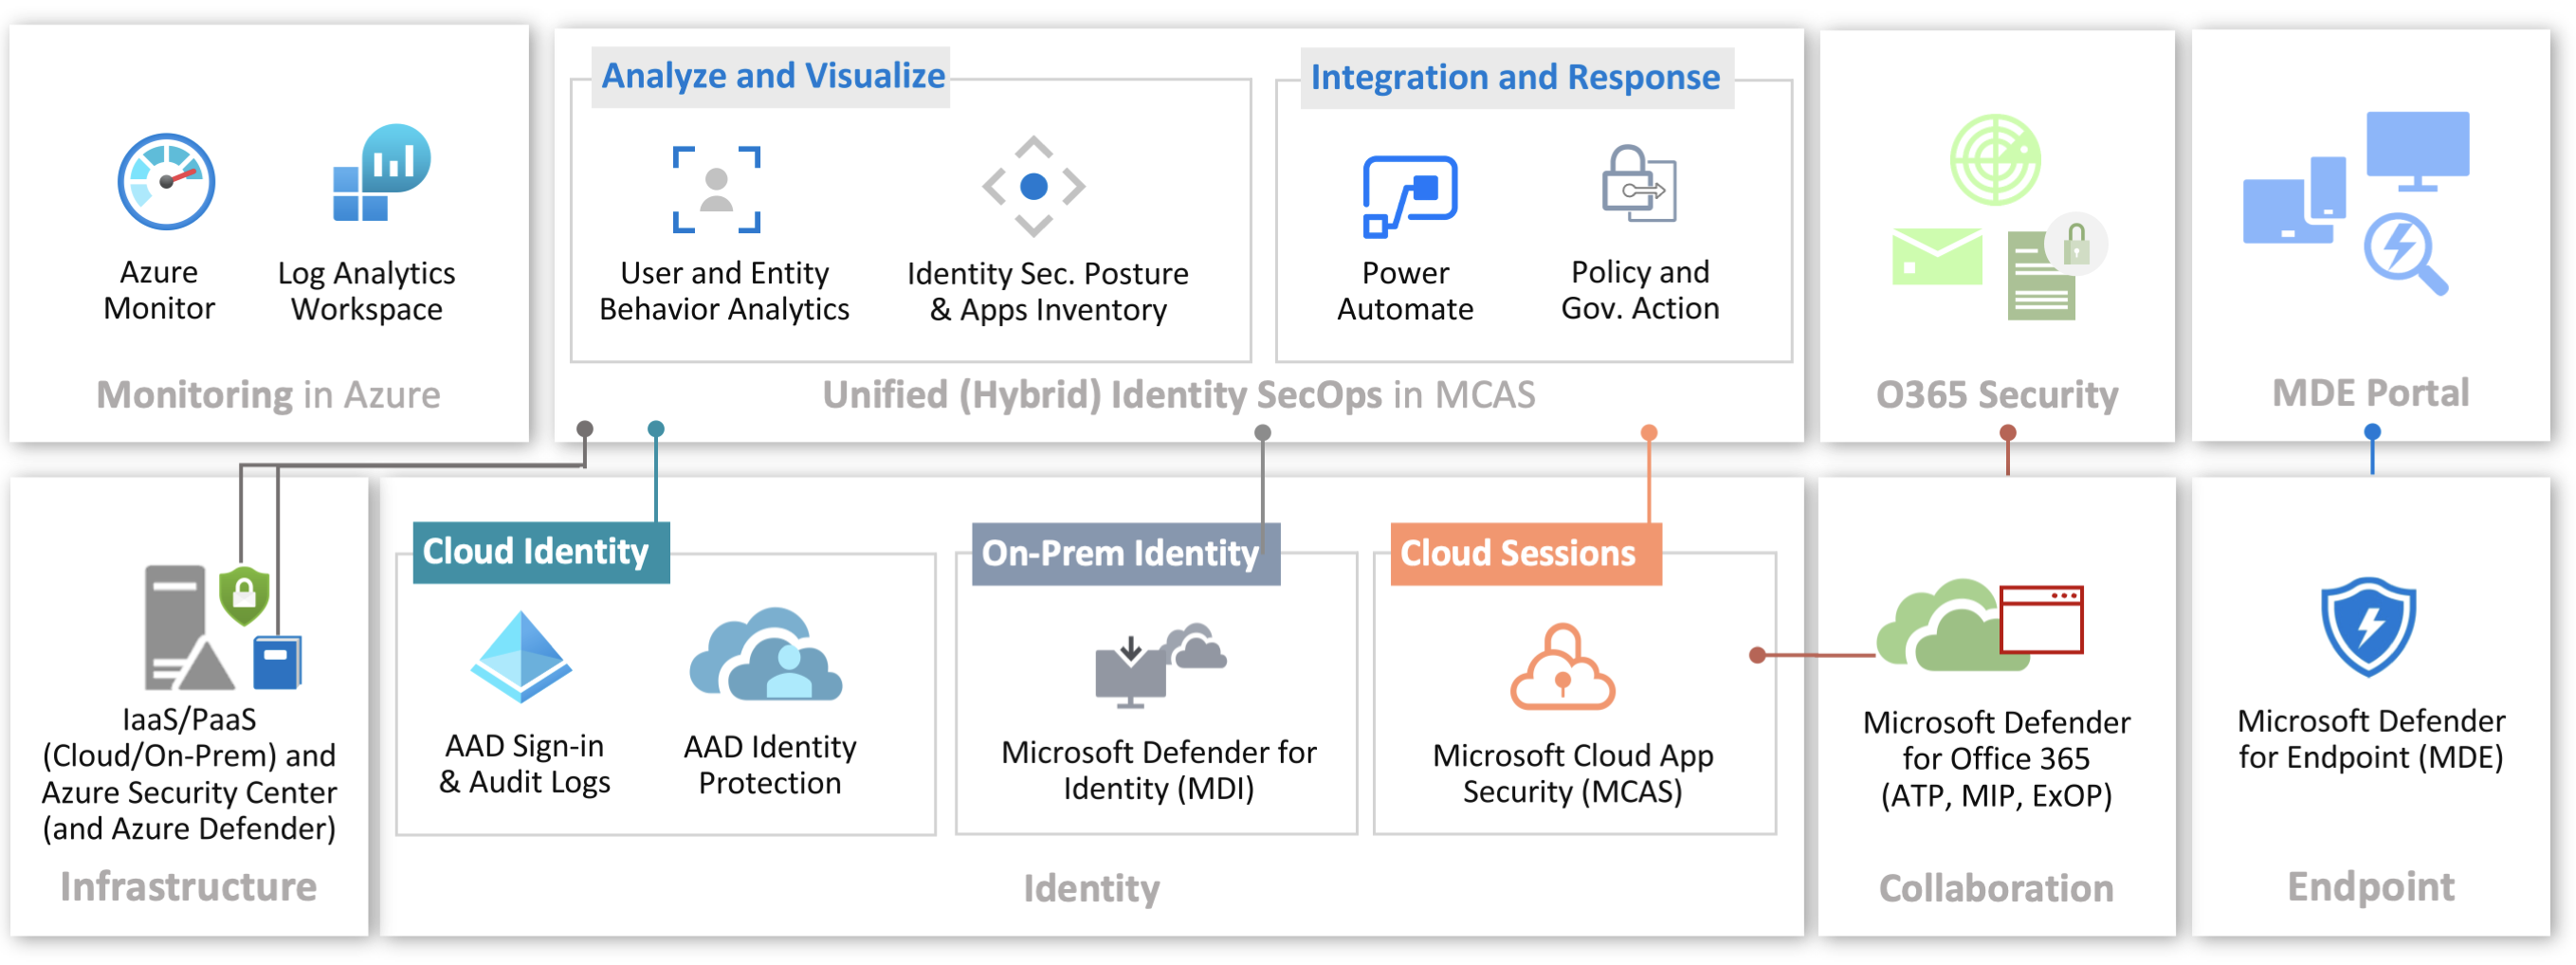 Azure
Monitor
Log Analytics
Workspace
Monitoring in Azure
Analyze and Visualize
User and Entity
Behavior Analytics
Identity Sec. Posture
& Apps Inventory
Integration and Response
Power
Automate
Policy and
Gov. Action
Unified (Hybrid) Identity SecOps in MCAS
O365 Security
MDE Portal
IaaS/PaaS
(Cloud/On-Prem) and
Azure Security Center
(and Azure Defender)
Infrastructure
Cloud Identity
AAD Sign-in
& Audit Logs
AAD Identity
Protection
On-Prem Identity
Microsoft Defender for
Identity (MDI)
Cloud Sessions
Microsoft Cloud App
Security (MCAS)
Identity
Microsoft Defender
for Office 365
(ATP, MIP, ExOP)
Collaboration
Microsoft Defender
for Endpoint (MDE)
Endpoint